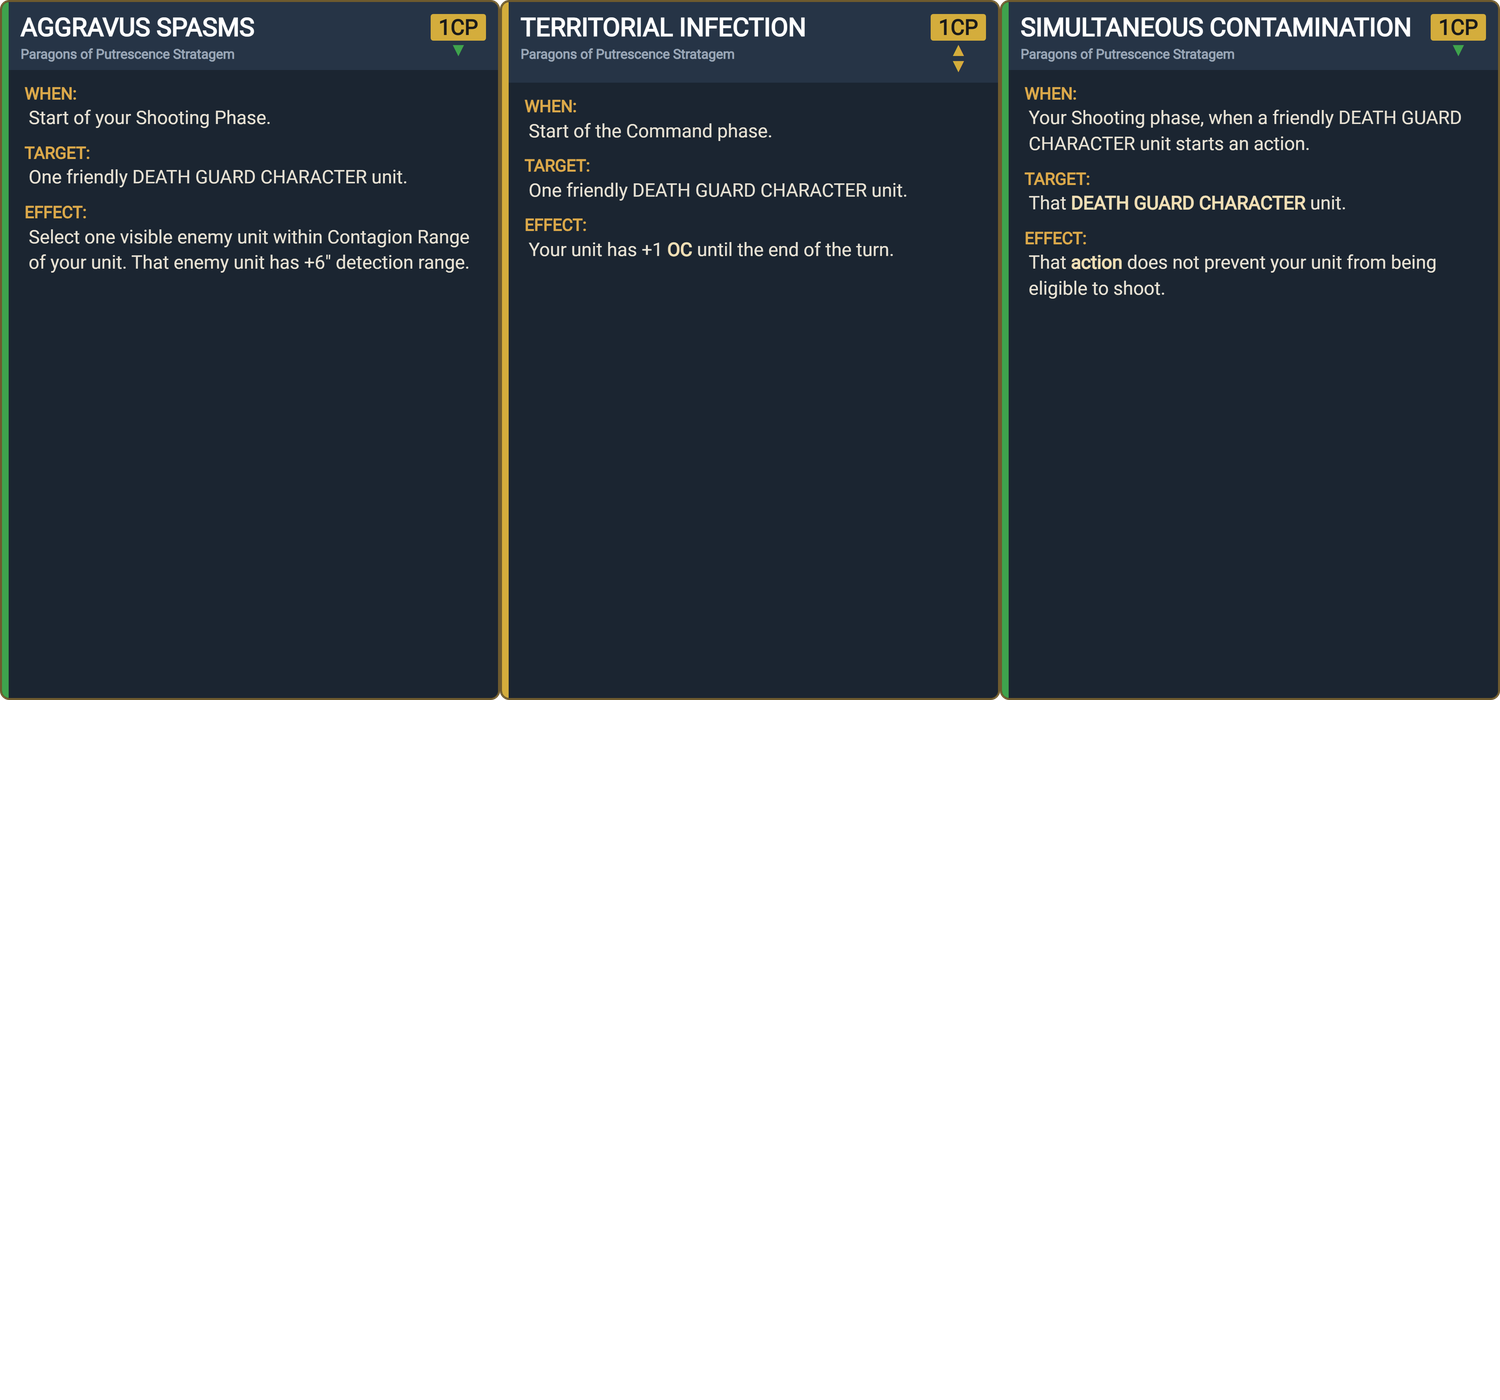 AGGRAVUS SPASMS
1CP
Paragons of Putrescence Stratagem
WHEN:
Start of your Shooting Phase.
TARGET:
One friendly DEATH GUARD CHARACTER unit.
EFFECT:
Select one visible enemy unit within Contagion Range
of your unit. That enemy unit has +6" detection range.
TERRITORIAL INFECTION
1CP
Paragons of Putrescence Stratagem
WHEN:
Start of the Command phase.
TARGET:
One friendly DEATH GUARD CHARACTER unit.
EFFECT:
Your unit has +1 OC until the end of the turn.
SIMULTANEOUS CONTAMINATION
1CP
Paragons of Putrescence Stratagem
WHEN:
Your Shooting phase, when a friendly DEATH GUARD
CHARACTER unit starts an action.
TARGET:
That DEATH GUARD CHARACTER unit.
EFFECT:
That action does not prevent your unit from being
eligible to shoot.